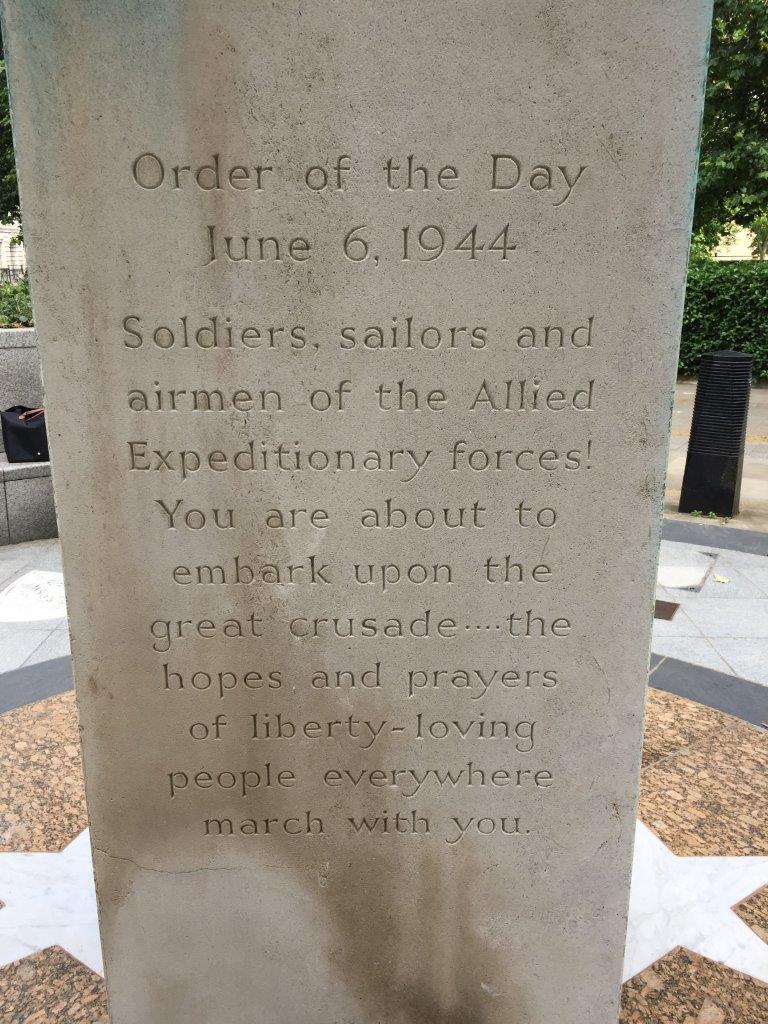 Order of the Day
June 6, 1944
Soldiers, sailors and
airmen of the Allied
Expeditionary forces!
You are about to
embark upon the
great crusade....the
hopes and prayers
of liberty-loving
people everywhere
march with you.